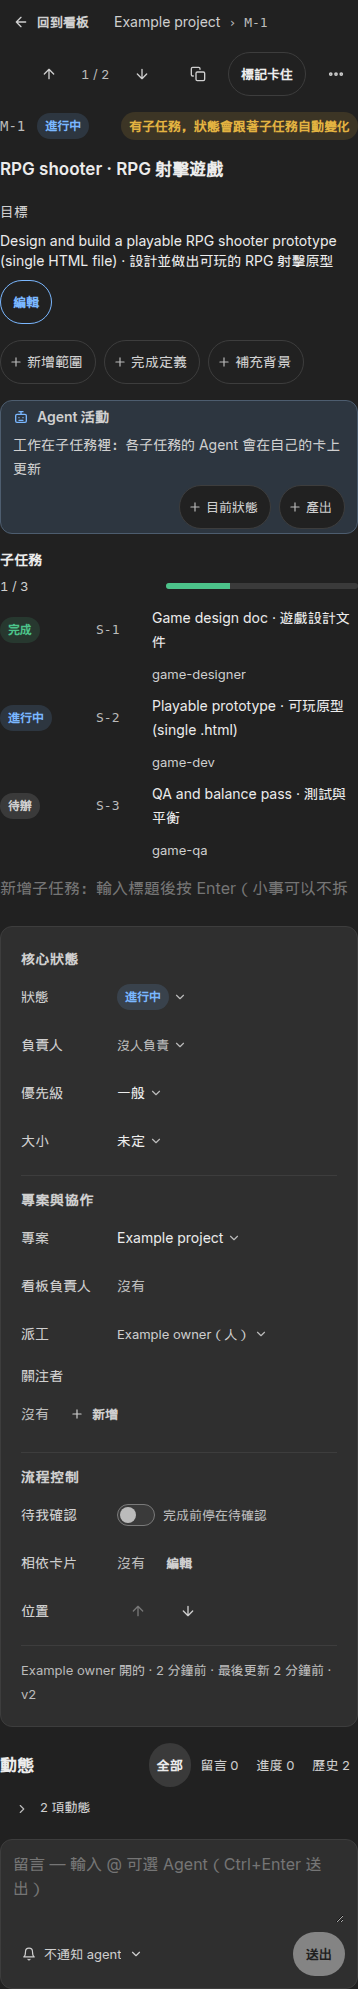 回到看板 Example project › M-1
1 / 2 標記卡住
M-1 進行中 有子任務，狀態會跟著子任務自動變化
RPG shooter · RPG 射擊遊戲
目標
Design and build a playable RPG shooter prototype
(single HTML file) · 設計並做出可玩的 RPG 射擊原型
編輯
+ 新增範圍 + 完成定義 + 補充背景
Agent 活動
工作在子任務裡：各子任務的 Agent 會在自己的卡上
更新
+ 目前狀態 + 產出
子任務
1 / 3
完成 S-1 Game design doc · 遊戲設計文
件
game-designer
進行中 S-2 Playable prototype · 可玩原型
(single .html)
game-dev
待辦 S-3 QA and balance pass · 測試與
平衡
game-qa
新增子任務：輸入標題後按 Enter（小事可以不拆
核心狀態
狀態 進行中
負責人 沒人負責
優先級 一般
大小 未定
專案與協作
專案 Example project
看板負責人 沒有
派工 Example owner（人）
關注者
沒有 + 新增
流程控制
待我確認 完成前停在待確認
相依卡片 沒有 編輯
位置
Example owner 開的 · 2 分鐘前 · 最後更新 2 分鐘前 ·
v2
動態 全部 留言 0 進度 0 歷史 2
2 項動態
留言 — 輸入 @ 可選 Agent（Ctrl+Enter 送
出）
不通知 agent 送出